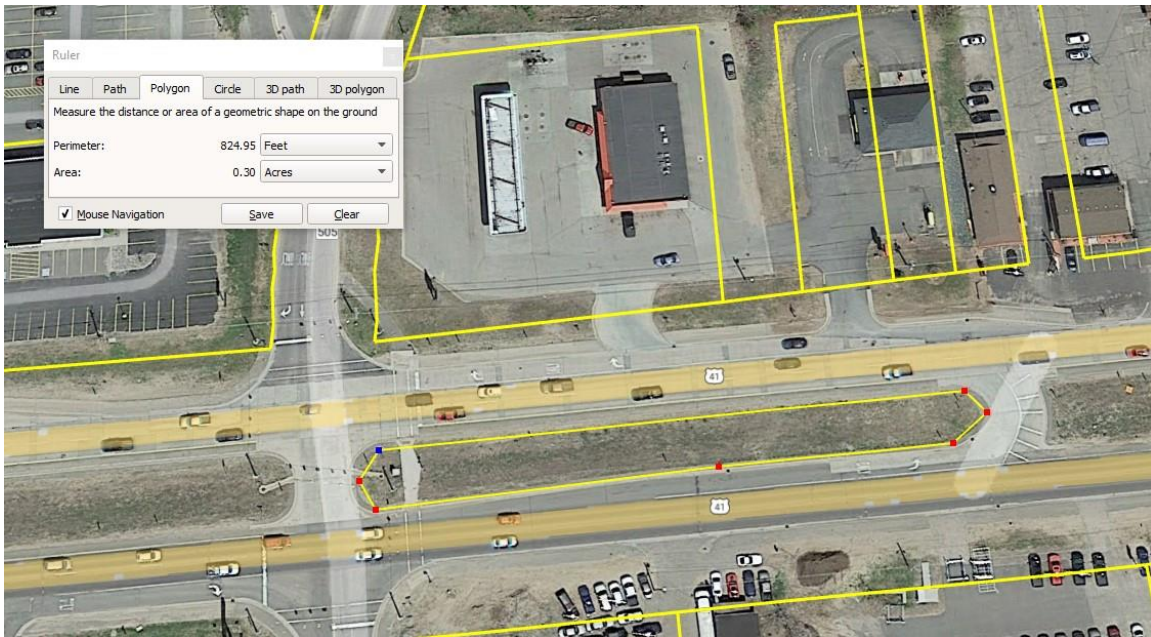 Ruler
Line Path Polygon Circle 3D path 3D polygon
Measure the distance or area of a geometric shape on the ground
Perimeter: 824.95 Feet
Area: 0.30 Acres
Mouse Navigation Save Clear
505
41
41